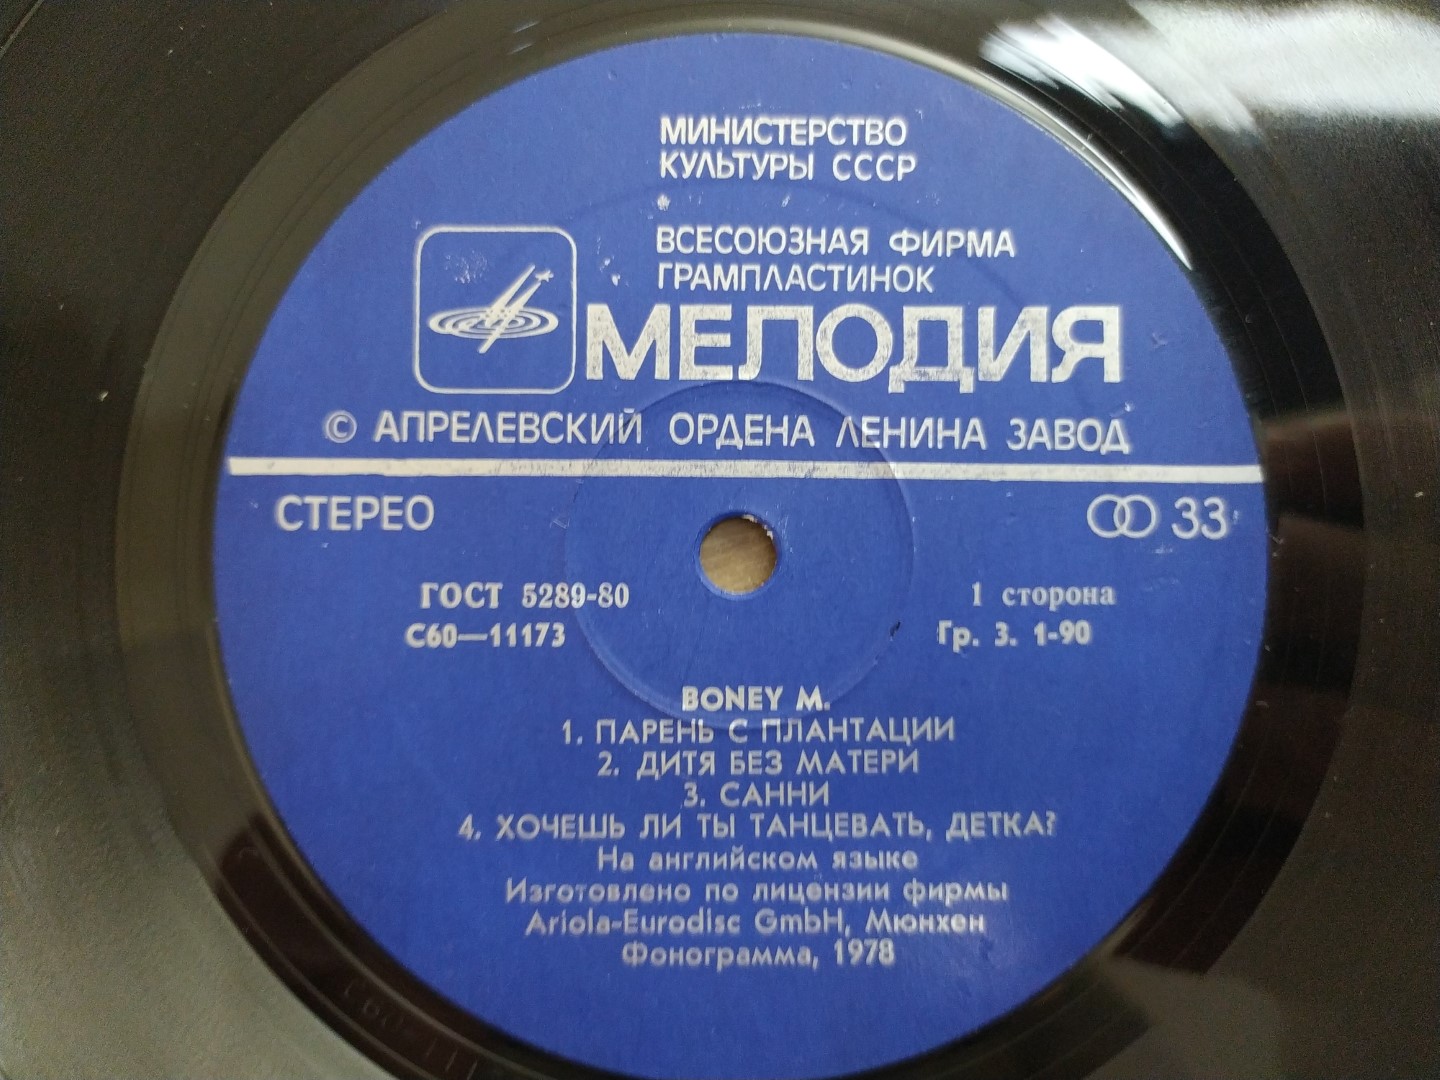 МИНИСТЕРСТВО
КУЛЬТУРЫ СССР
ВСЕСОЮЗНАЯ ФИРМА
ГРАМПЛАСТИНОК
МЕЛОДИЯ
© АПРЕЛЕВСКИЙ ОРДЕНА ЛЕНИНА ЗАВОД
СТЕРЕО 33
ГОСТ 5289-80 1 сторона
С60—11173 Гр. 3. 1-90
BONEY M.
1. ПАРЕНЬ С ПЛАНТАЦИИ
2. ДИТЯ БЕЗ МАТЕРИ
3. САННИ
4. ХОЧЕШЬ ЛИ ТЫ ТАНЦЕВАТЬ, ДЕТКА?
На английском языке
Изготовлено по лицензии фирмы
Ariola-Eurodisc GmbH, Мюнхен
Фонограмма, 1978